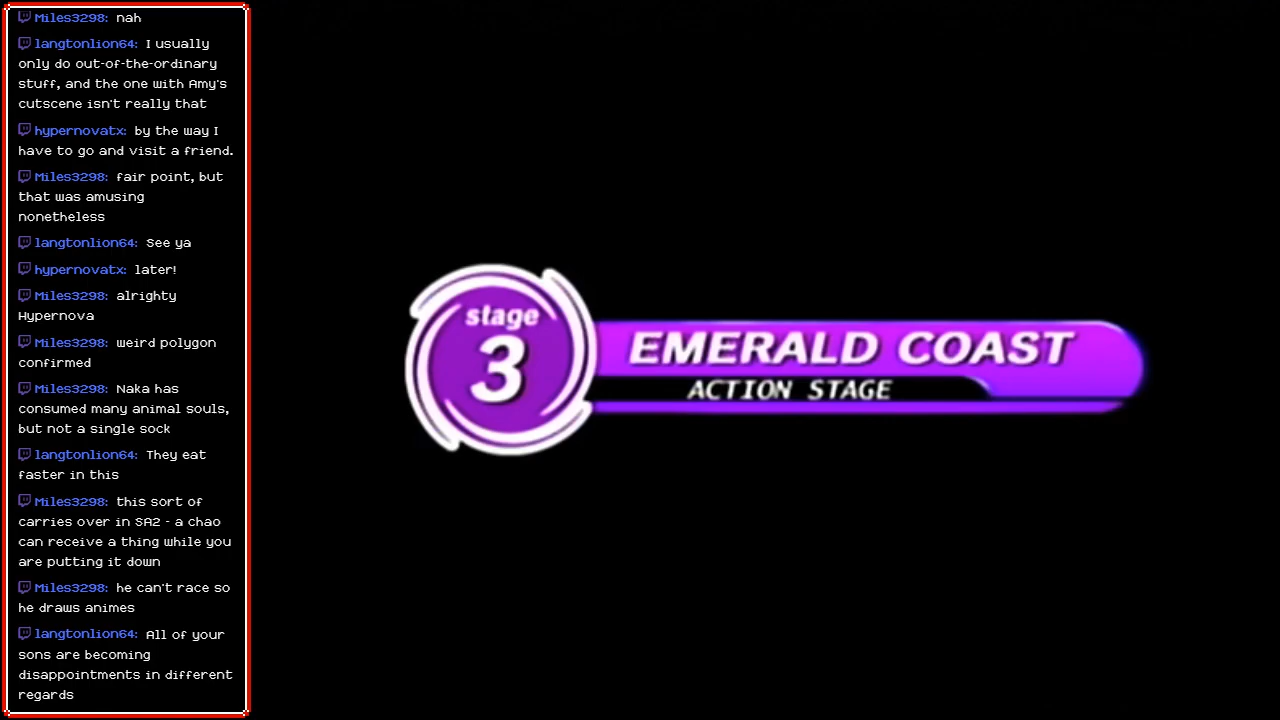 Miles3298: nah
langtonlion64: I usually
only do out-of-the-ordinary
stuff, and the one with Amy's
cutscene isn't really that
hypernovatx: by the way I
have to go and visit a friend.
Miles3298: fair point, but
that was amusing
nonetheless
langtonlion64: See ya
hypernovatx: later!
Miles3298: alrighty
Hypernova
Miles3298: weird polygon
confirmed
Miles3298: Naka has
consumed many animal souls,
but not a single sock
langtonlion64: They eat
faster in this
Miles3298: this sort of
carries over in SA2 - a chao
can receive a thing while you
are putting it down
Miles3298: he can't race so
he draws animes
langtonlion64: All of your
sons are becoming
disappointments in different
regards
stage
3
EMERALD COAST
ACTION STAGE